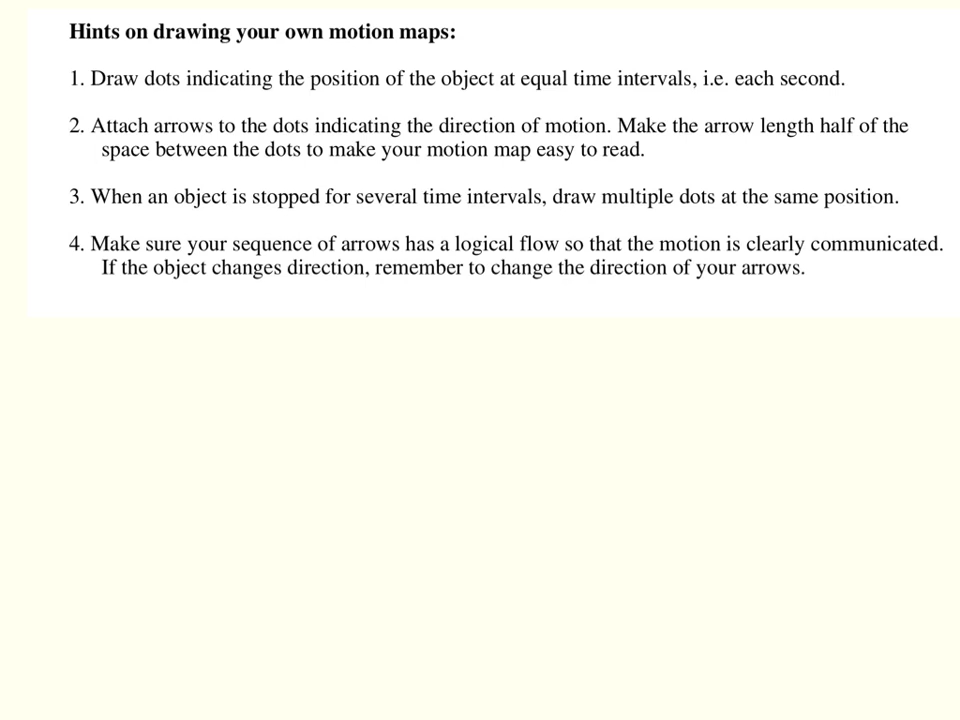 Hints on drawing your own motion maps:
1. Draw dots indicating the position of the object at equal time intervals, i.e. each second.
2. Attach arrows to the dots indicating the direction of motion. Make the arrow length half of the
space between the dots to make your motion map easy to read.
3. When an object is stopped for several time intervals, draw multiple dots at the same position.
4. Make sure your sequence of arrows has a logical flow so that the motion is clearly communicated.
If the object changes direction, remember to change the direction of your arrows.